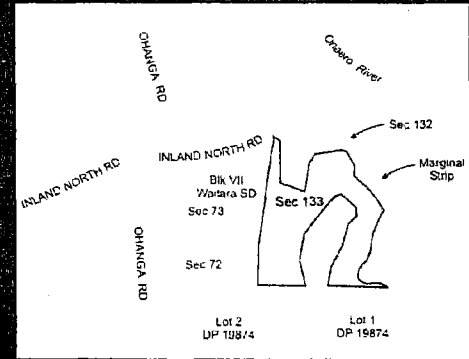 OHANGA RD
Onaero River
Sec 132
INLAND NORTH RD
Marginal
Strip
INLAND NORTH RD
Blk VII
Waitara SD
Sec 133
Sec 73
OHANGA RD
Sec 72
Lot 2
DP 19874
Lot 1
DP 19874